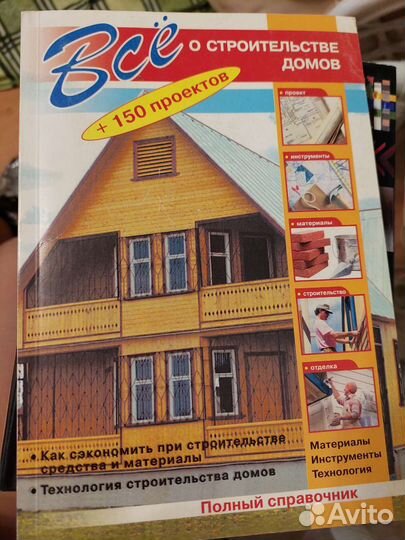 Всё
О СТРОИТЕЛЬСТВЕ
ДОМОВ
+ 150 проектов
• проект
• инструменты
• материалы
• строительство
• отделка
• Как сэкономить при строительстве
средства и материалы
• Технология строительства домов
Материалы
Инструменты
Технология
Полный справочник
Avito